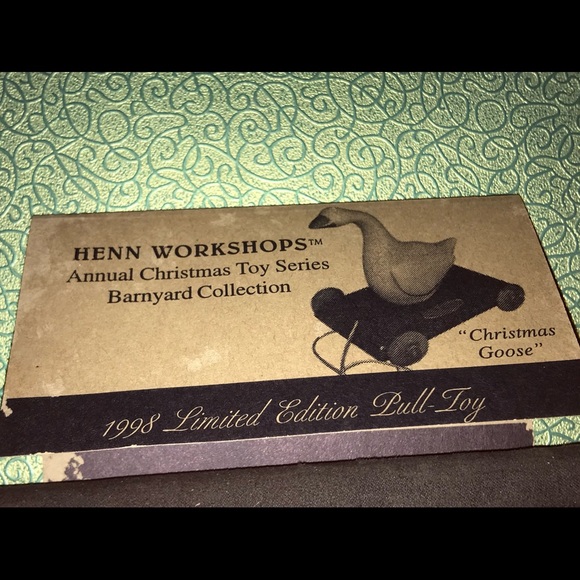 HENN WORKSHOPS™
Annual Christmas Toy Series
Barnyard Collection
"Christmas
Goose"
1998 Limited Edition Pull-Toy